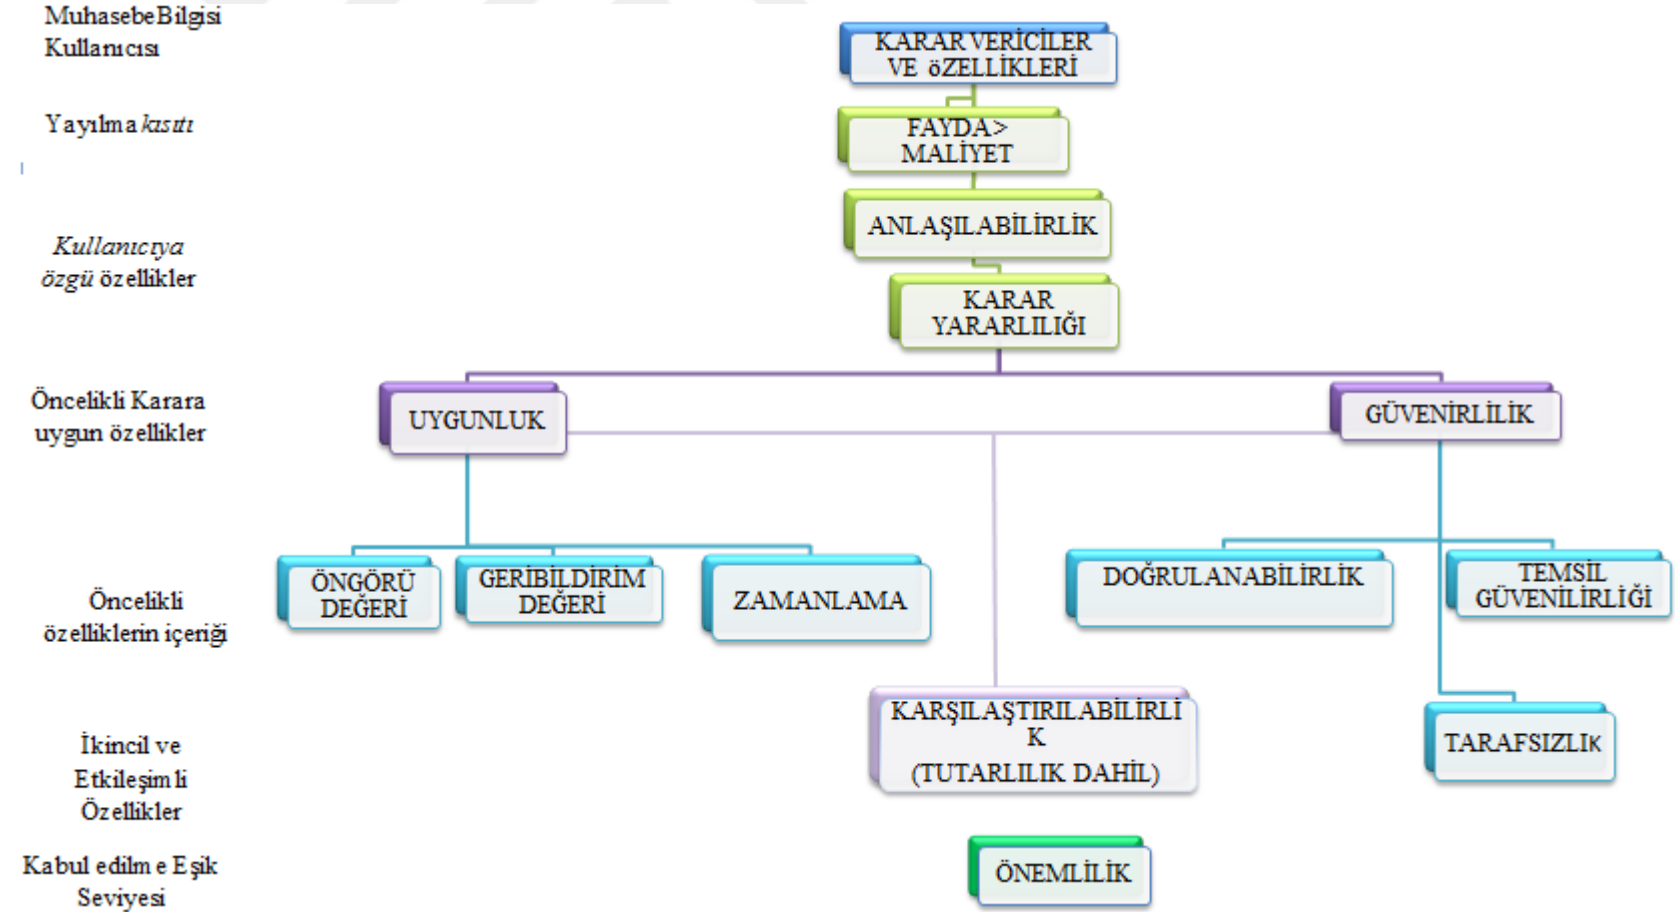 MuhasebeBilgisi
Kullanıcısı
KARAR VERİCİLER
VE öZELLİKLERİ
Yayılma kısıtı
FAYDA>
MALİYET
ANLAŞILABİLİRLİK
Kullanıcıya
özgü özellikler
KARAR
YARARLILIĞI
Öncelikli Karara
uygun özellikler
UYGUNLUK
GÜVENİRLİLİK
Öncelikli
özelliklerin içeriği
ÖNGÖRÜ
DEĞERİ
GERİBİLDİRİM
DEĞERİ
ZAMANLAMA
DOĞRULANABİLİRLİK
TEMSİL
GÜVENİLİRLİĞİ
İkincil ve
Etkileşimli
Özellikler
KARŞILAŞTIRILABİLİRLİ
K
(TUTARLILIK DAHİL)
TARAFSIZLIK
Kabul edilme Eşik
Seviyesi
ÖNEMLİLİK